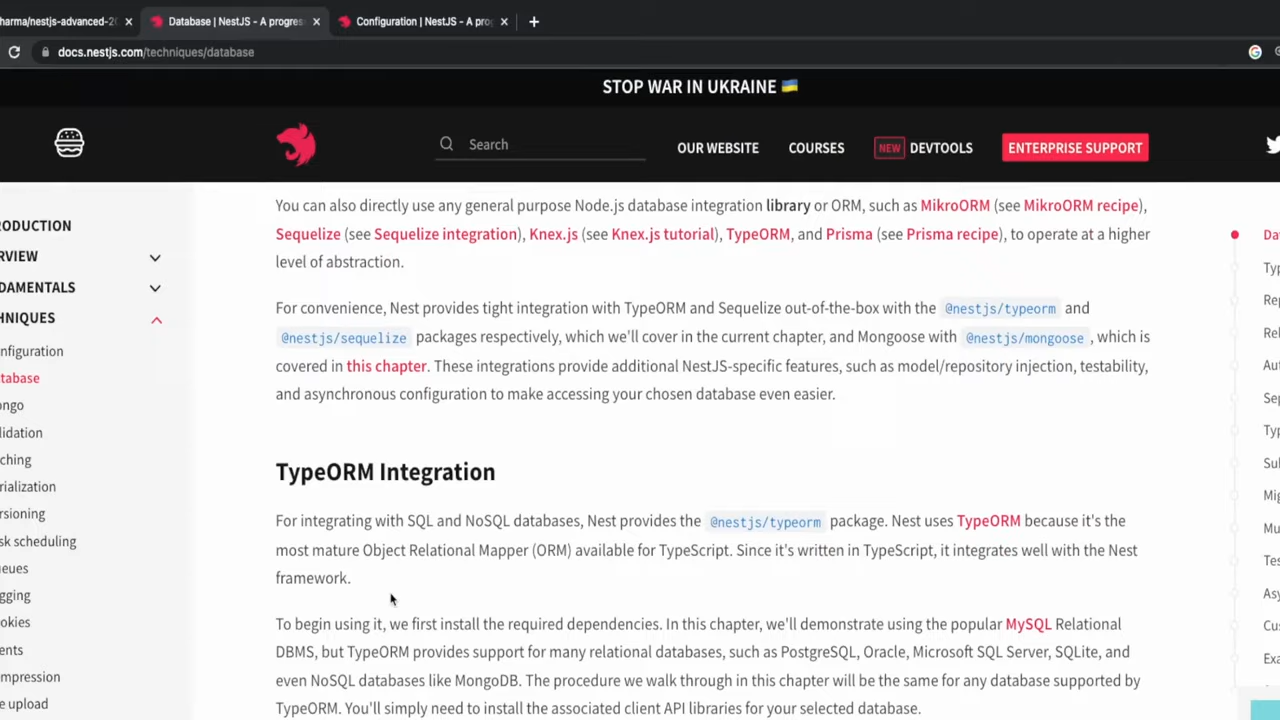 harma/nestjs-advanced-2
Database | NestJS - A progres
Configuration | NestJS - A pro
docs.nestjs.com/techniques/database
STOP WAR IN UKRAINE 🇺🇦
Search
OUR WEBSITE
COURSES
NEW
DEVTOOLS
ENTERPRISE SUPPORT
RODUCTION
RVIEW
DAMENTALS
HNIQUES
nfiguration
tabase
ongo
lidation
ching
rialization
rsioning
sk scheduling
eues
gging
okies
ents
mpression
e upload
You can also directly use any general purpose Node.js database integration library or ORM, such as MikroORM (see MikroORM recipe),
Sequelize (see Sequelize integration), Knex.js (see Knex.js tutorial), TypeORM, and Prisma (see Prisma recipe), to operate at a higher
level of abstraction.
For convenience, Nest provides tight integration with TypeORM and Sequelize out-of-the-box with the @nestjs/typeorm and
@nestjs/sequelize packages respectively, which we'll cover in the current chapter, and Mongoose with @nestjs/mongoose , which is
covered in this chapter. These integrations provide additional NestJS-specific features, such as model/repository injection, testability,
and asynchronous configuration to make accessing your chosen database even easier.
TypeORM Integration
For integrating with SQL and NoSQL databases, Nest provides the @nestjs/typeorm package. Nest uses TypeORM because it's the
most mature Object Relational Mapper (ORM) available for TypeScript. Since it's written in TypeScript, it integrates well with the Nest
framework.
To begin using it, we first install the required dependencies. In this chapter, we'll demonstrate using the popular MySQL Relational
DBMS, but TypeORM provides support for many relational databases, such as PostgreSQL, Oracle, Microsoft SQL Server, SQLite, and
even NoSQL databases like MongoDB. The procedure we walk through in this chapter will be the same for any database supported by
TypeORM. You'll simply need to install the associated client API libraries for your selected database.
Da
Typ
Re
Rel
Au
Sep
Ty
Sul
Mig
Mu
Tes
Asy
Cus
Exa